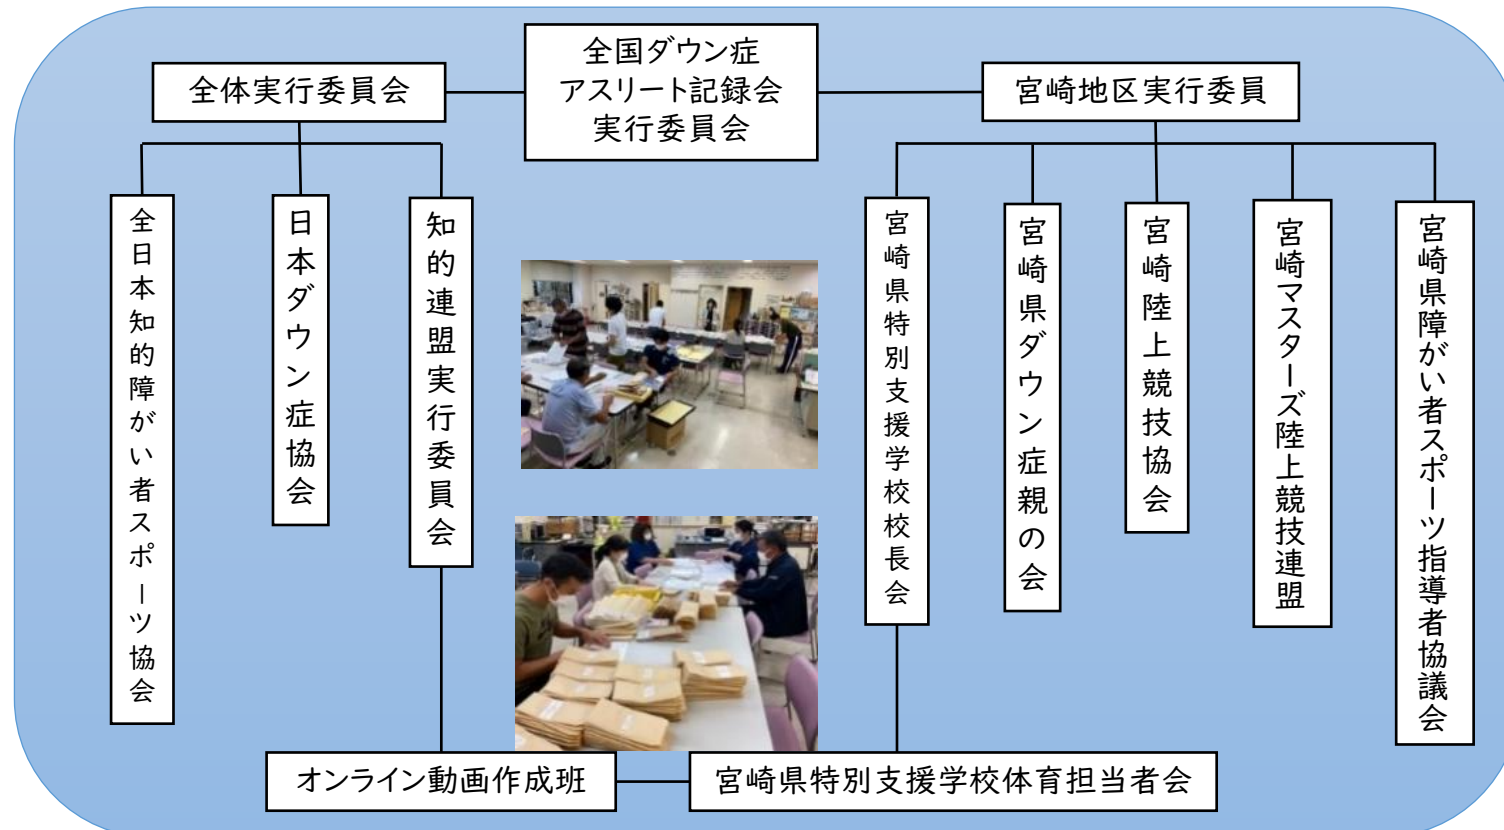 全国ダウン症
アスリート記録会
実行委員会
全体実行委員会
宮崎地区実行委員
全日本知的障がい者スポーツ協会
日本ダウン症協会
知的連盟実行委員会
宮崎県特別支援学校校長会
宮崎県ダウン症親の会
宮崎陸上競技協会
宮崎マスターズ陸上競技連盟
宮崎県障がい者スポーツ指導者協議会
オンライン動画作成班
宮崎県特別支援学校体育担当者会